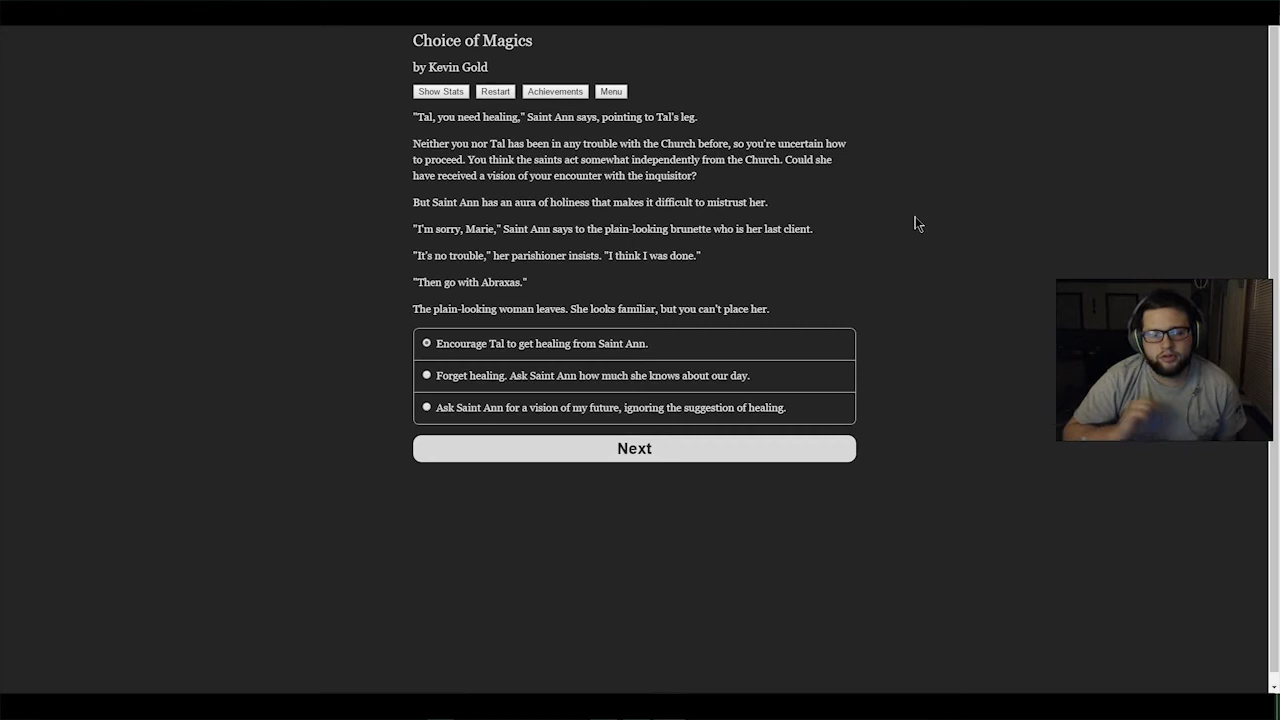 Choice of Magics
by Kevin Gold
Show Stats Restart Achievements Menu
"Tal, you need healing," Saint Ann says, pointing to Tal's leg.
Neither you nor Tal has been in any trouble with the Church before, so you're uncertain how
to proceed. You think the saints act somewhat independently from the Church. Could she
have received a vision of your encounter with the inquisitor?
But Saint Ann has an aura of holiness that makes it difficult to mistrust her.
"I'm sorry, Marie," Saint Ann says to the plain-looking brunette who is her last client.
"It's no trouble," her parishioner insists. "I think I was done."
"Then go with Abraxas."
The plain-looking woman leaves. She looks familiar, but you can't place her.
Encourage Tal to get healing from Saint Ann.
Forget healing. Ask Saint Ann how much she knows about our day.
Ask Saint Ann for a vision of my future, ignoring the suggestion of healing.
Next